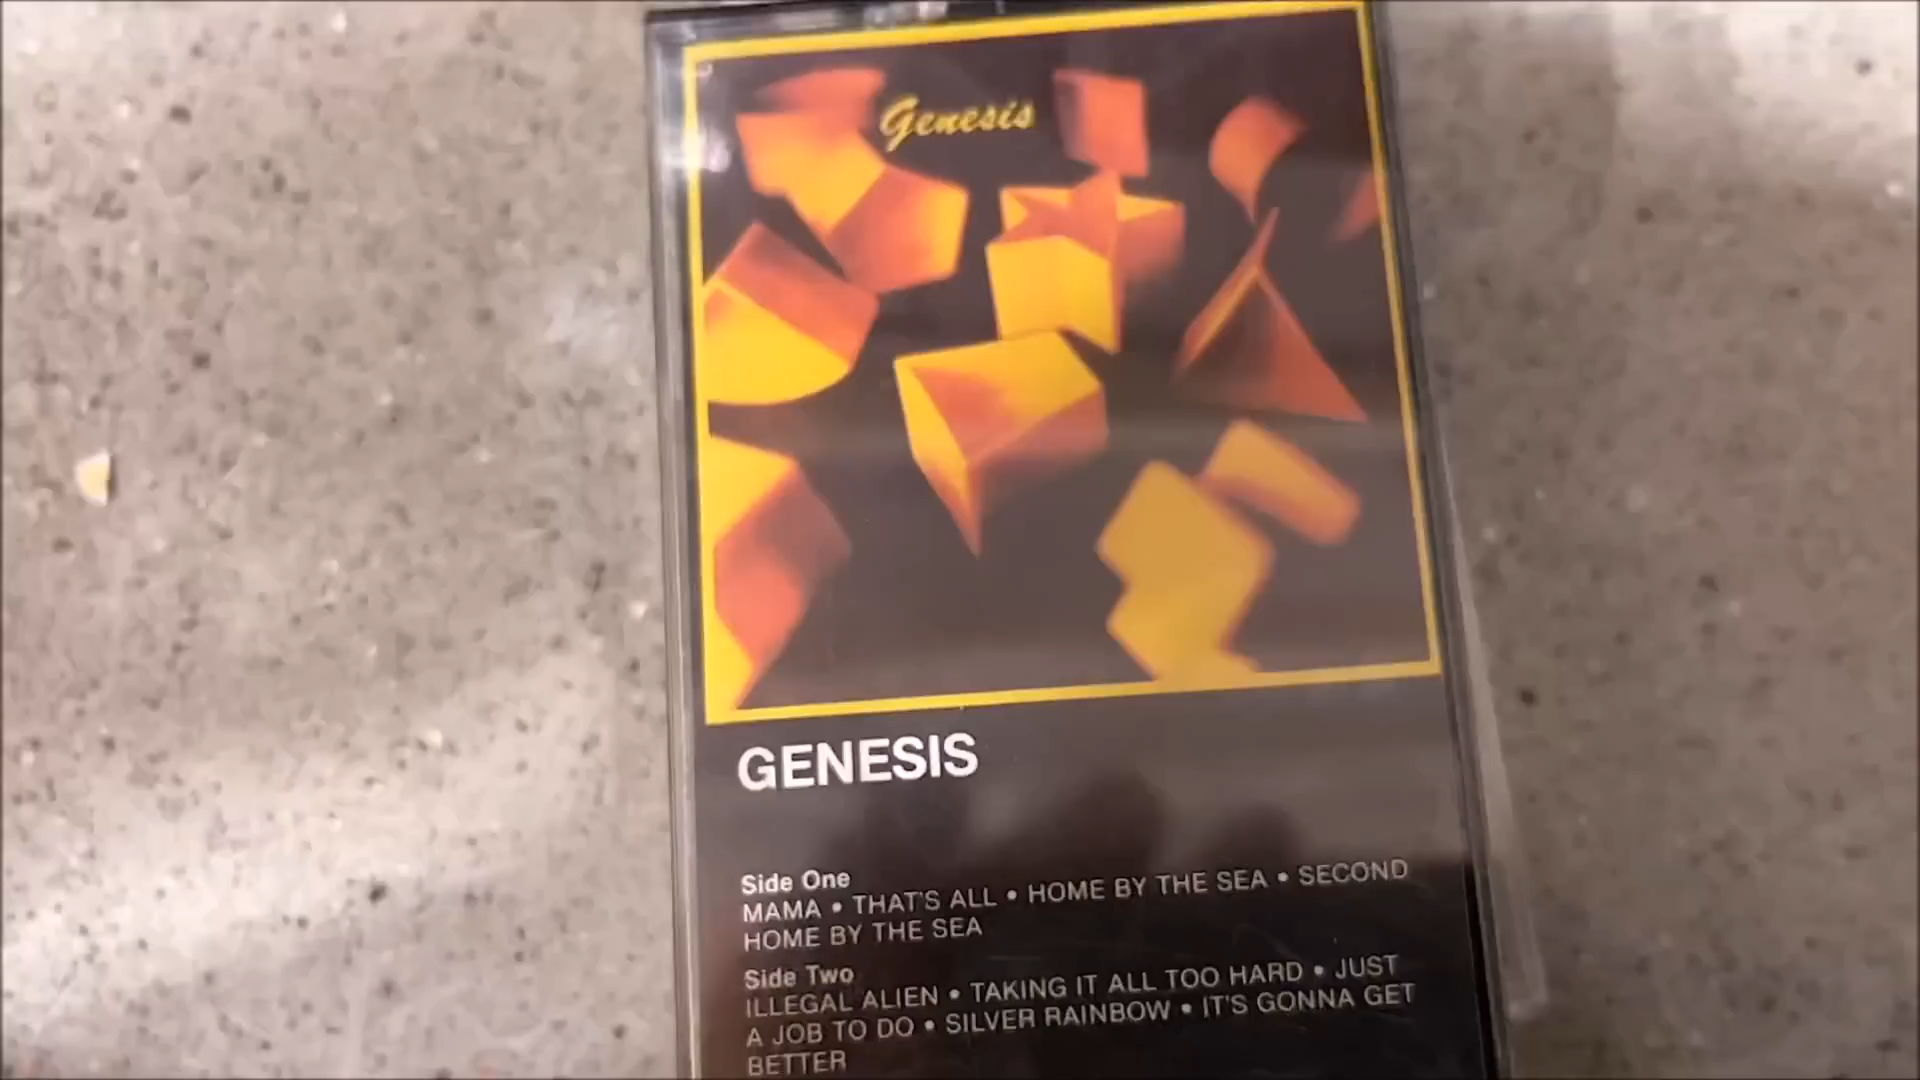 Genesis
GENESIS
Side One
MAMA • THAT'S ALL • HOME BY THE SEA • SECOND
HOME BY THE SEA
Side Two
ILLEGAL ALIEN • TAKING IT ALL TOO HARD • JUST
A JOB TO DO • SILVER RAINBOW • IT'S GONNA GET
BETTER